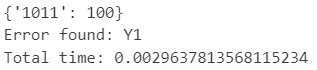 {'1011': 100}
Error found: Y1
Total time: 0.0029637813568115234